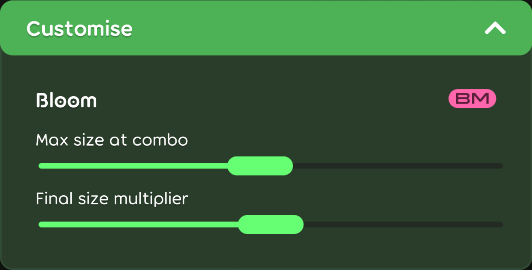 Customise
Bloom
BM
Max size at combo
Final size multiplier